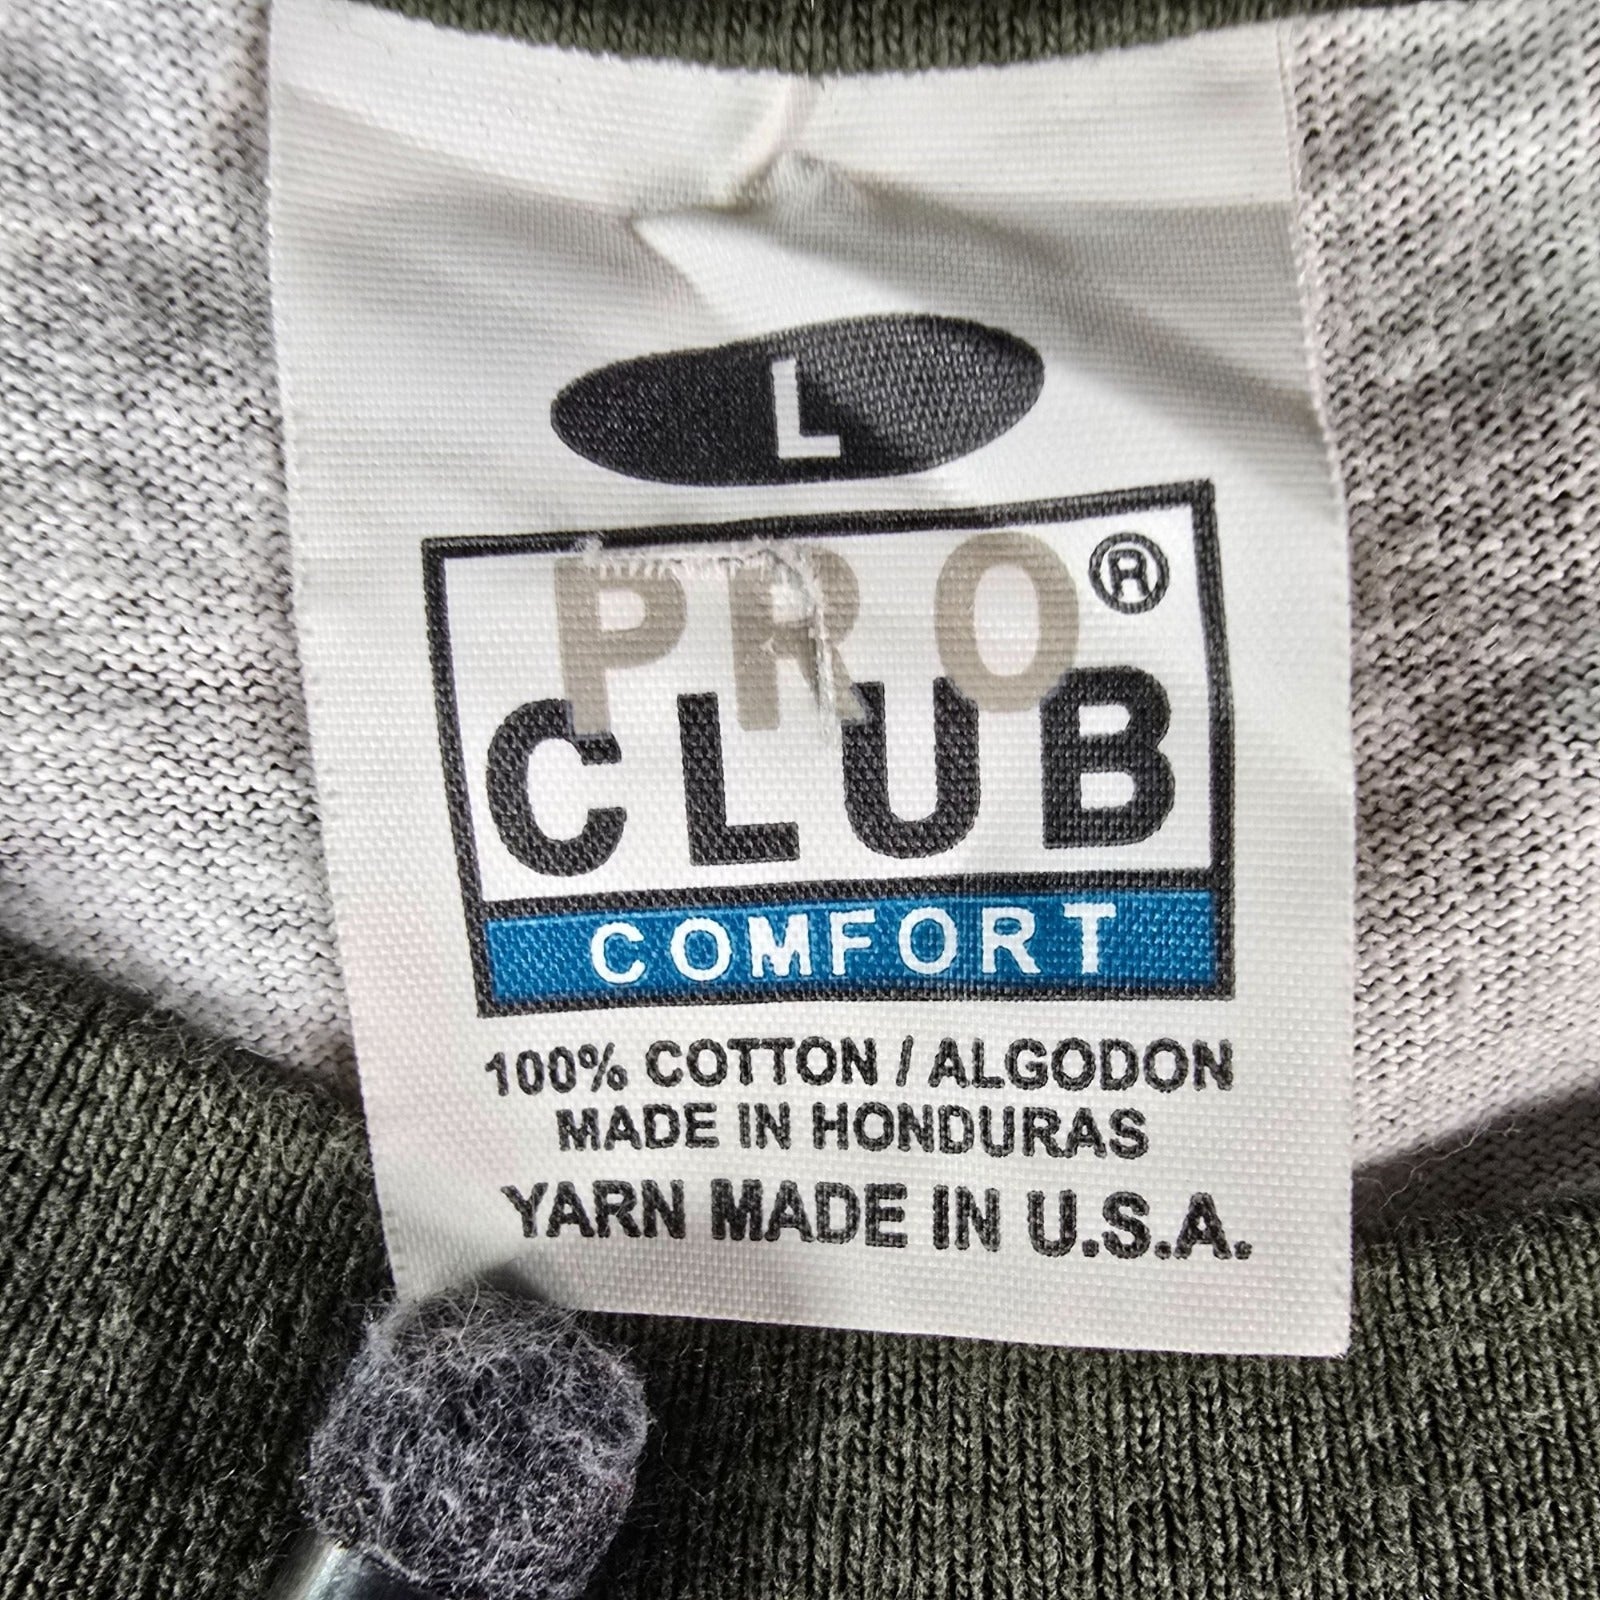 L
PRO®
CLUB
COMFORT
100% COTTON / ALGODON
MADE IN HONDURAS
YARN MADE IN U.S.A.